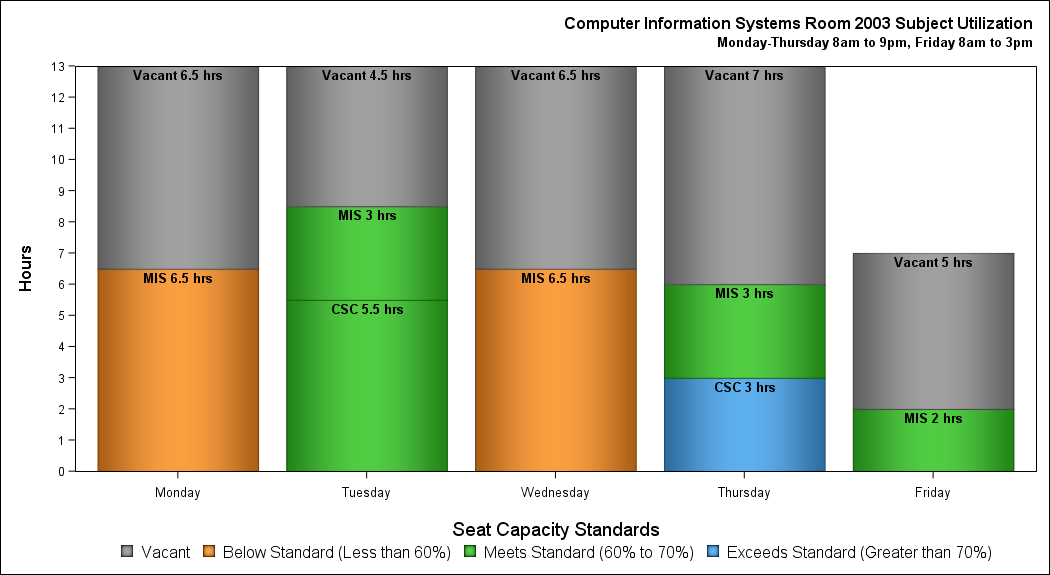 Computer Information Systems Room 2003 Subject Utilization
Monday-Thursday 8am to 9pm, Friday 8am to 3pm
Hours
13
12
11
10
9
8
7
6
5
4
3
2
1
0
Vacant 6.5 hrs
MIS 6.5 hrs
Vacant 4.5 hrs
MIS 3 hrs
CSC 5.5 hrs
Vacant 6.5 hrs
MIS 6.5 hrs
Vacant 7 hrs
MIS 3 hrs
CSC 3 hrs
Vacant 5 hrs
MIS 2 hrs
Monday Tuesday Wednesday Thursday Friday
Seat Capacity Standards
Vacant Below Standard (Less than 60%) Meets Standard (60% to 70%) Exceeds Standard (Greater than 70%)